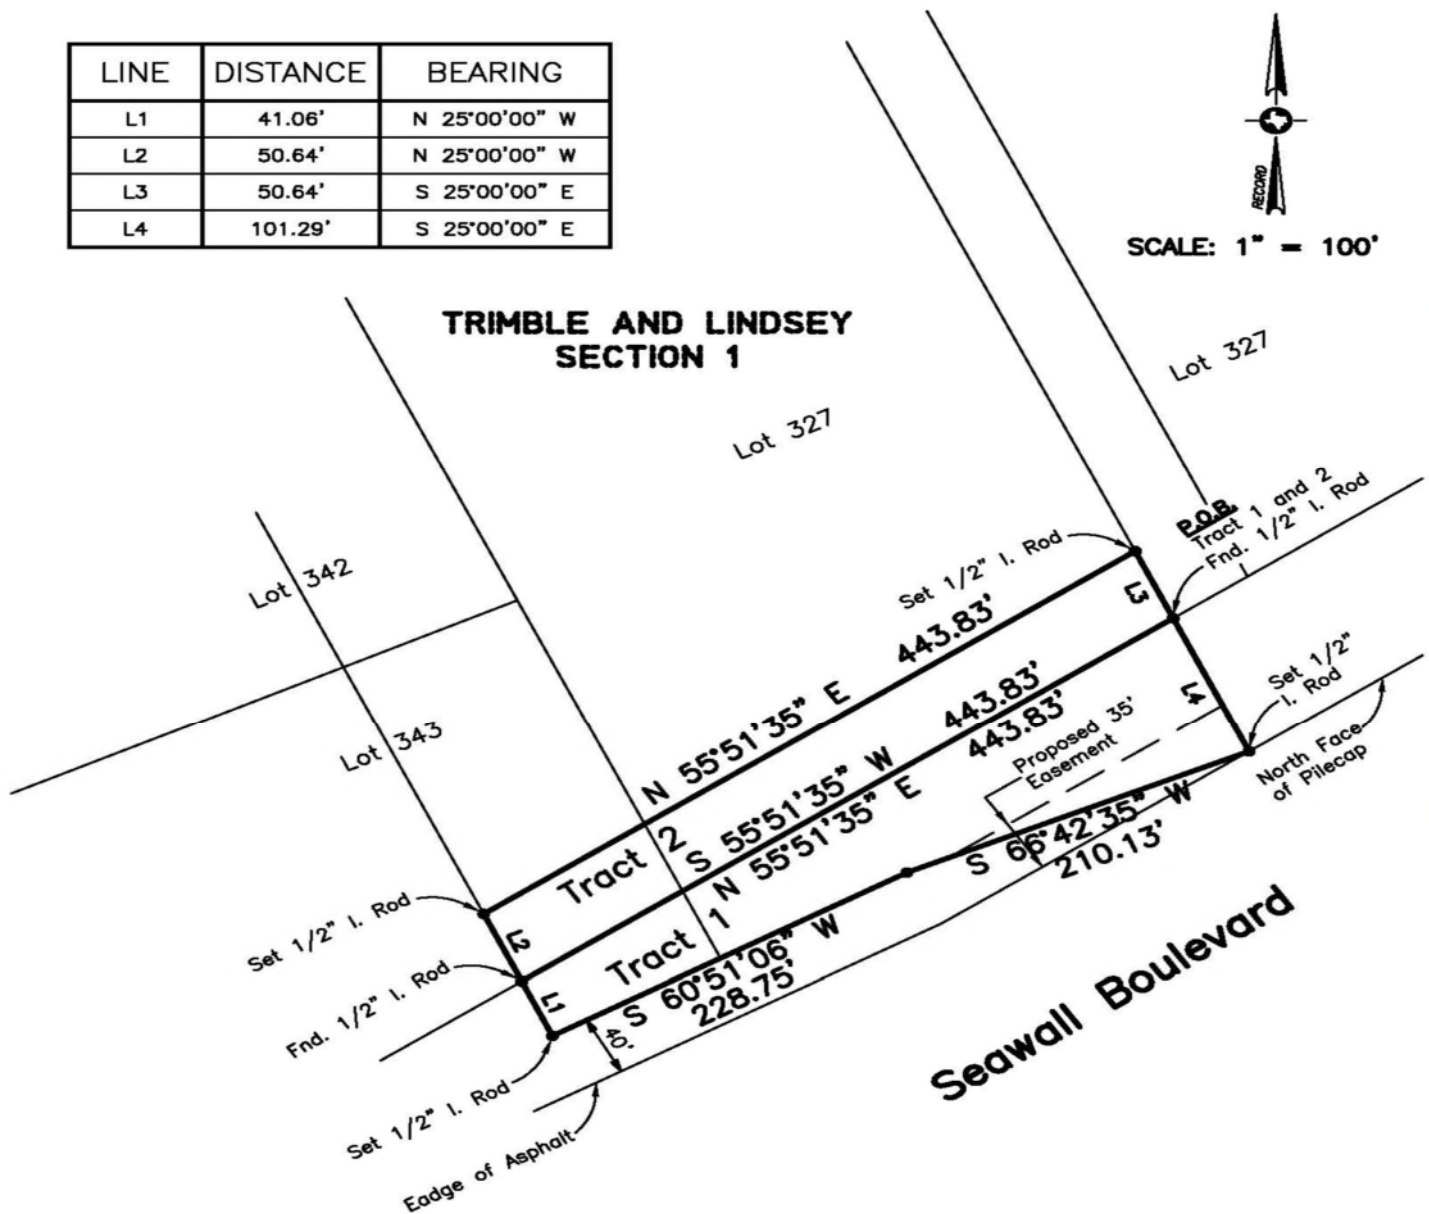 LINE DISTANCE BEARING
L1 41.06' N 25°00'00" W
L2 50.64' N 25°00'00" W
L3 50.64' S 25°00'00" E
L4 101.29' S 25°00'00" E
RECORD
SCALE: 1" = 100'
TRIMBLE AND LINDSEY
SECTION 1
Lot 327
Lot 327
Lot 342
Lot 343
P.O.B.
Tract 1 and 2
Fnd. 1/2" I. Rod
Set 1/2" I. Rod
L3
N 55°51'35" E 443.83'
S 55°51'35" W 443.83'
N 55°51'35" E 443.83'
L4
Set 1/2"
I. Rod
Proposed 35'
Easement
North Face
of Pilecap
Tract 2
Tract 1
S 66°42'35" W
210.13'
S 60°51'06" W
228.75'
Set 1/2" I. Rod
L2
Fnd. 1/2" I. Rod
L1
40'
Set 1/2" I. Rod
Eadge of Asphalt
Seawall Boulevard